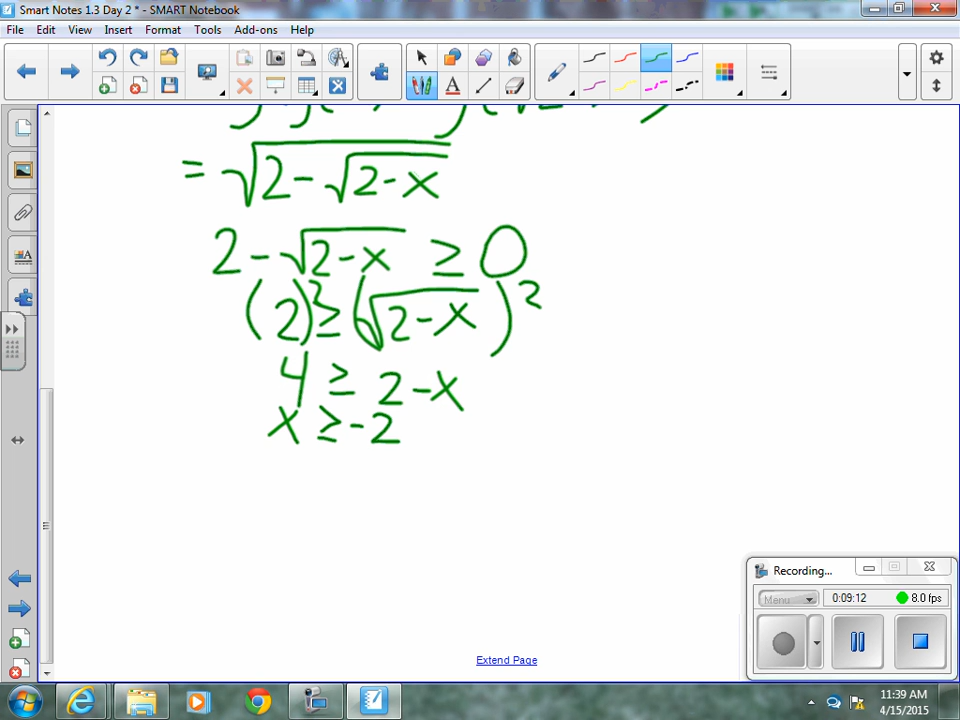 Smart Notes 1.3 Day 2 * - SMART Notebook
File Edit View Insert Format Tools Add-ons Help
= √(2 - √(2-x))
2 - √(2-x) ≥ 0
(2)² ≥ (√(2-x))²
4 ≥ 2-x
x ≥ -2
Extend Page
Recording...
Menu 0:09:12 8.0 fps
11:39 AM
4/15/2015